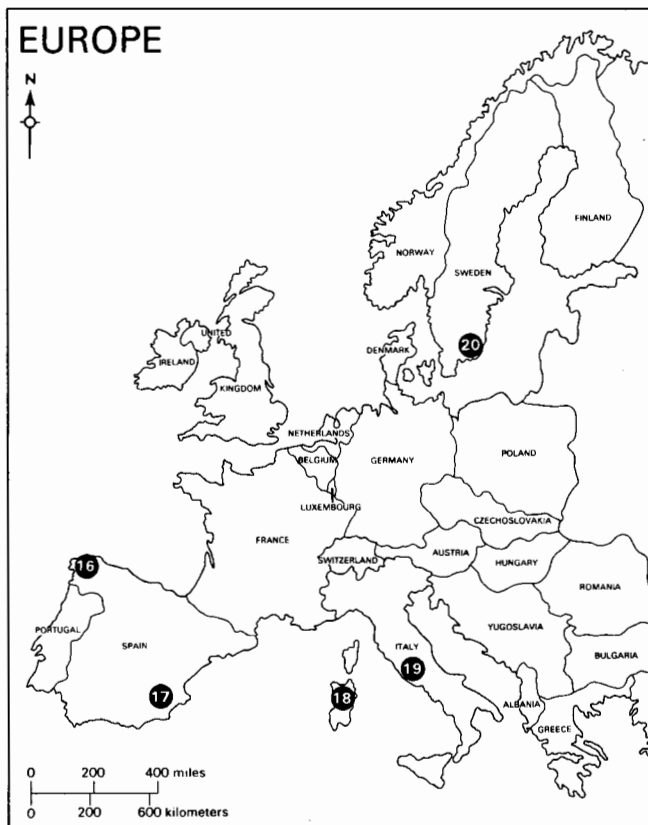 EUROPE
N
FINLAND
NORWAY
SWEDEN
20
UNITED
DENMARK
IRELAND
KINGDOM
NETHERLANDS
BELGIUM
GERMANY
POLAND
LUXEMBOURG
CZECHOSLOVAKIA
FRANCE
SWITZERLAND
AUSTRIA
HUNGARY
16
ROMANIA
PORTUGAL
SPAIN
ITALY
YUGOSLAVIA
BULGARIA
19
17
18
ALBANIA
GREECE
0 200 400 miles
0 200 600 kilometers